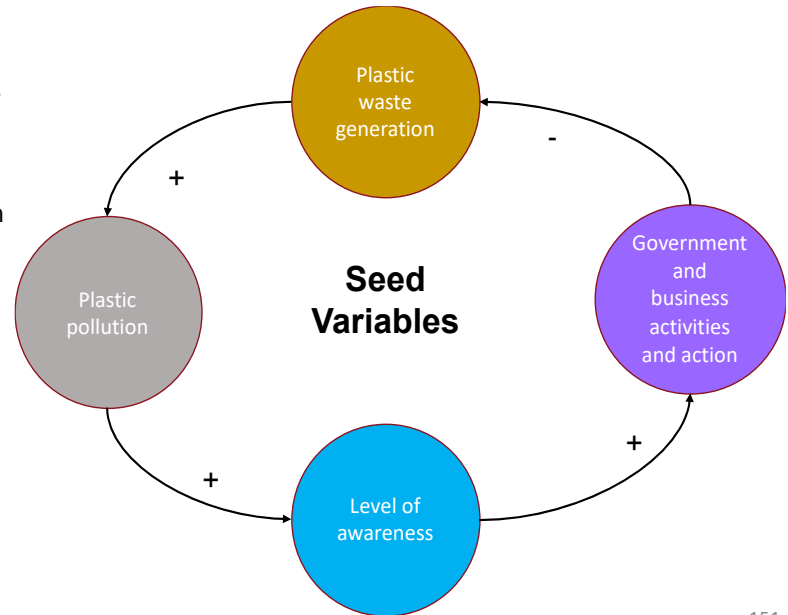 Plastic
waste
generation
-
+
Government
and
business
activities
and action
Seed
Variables
Plastic
pollution
+
+
Level of
awareness